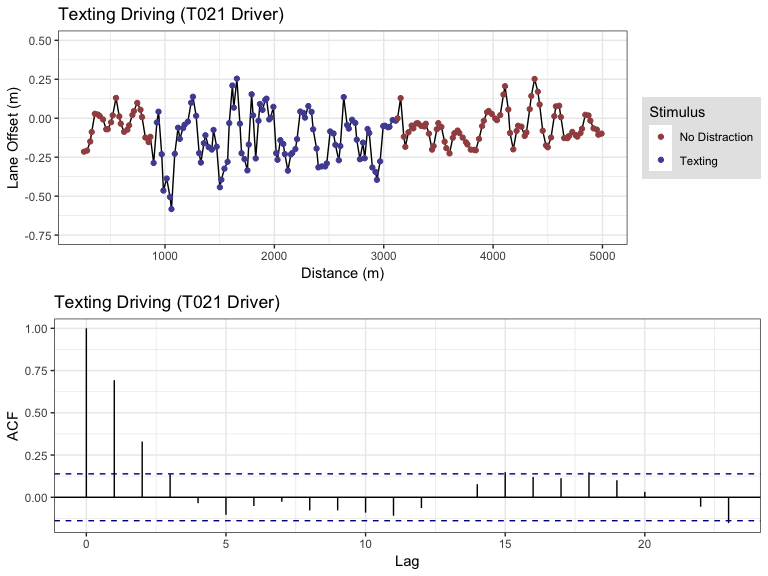 Texting Driving (T021 Driver)
0.50
0.25
0.00
-0.25
-0.50
-0.75
Lane Offset (m)
1000 2000 3000 4000 5000
Distance (m)
Stimulus
No Distraction
Texting
Texting Driving (T021 Driver)
1.00
0.75
0.50
0.25
0.00
ACF
0 5 10 15 20
Lag